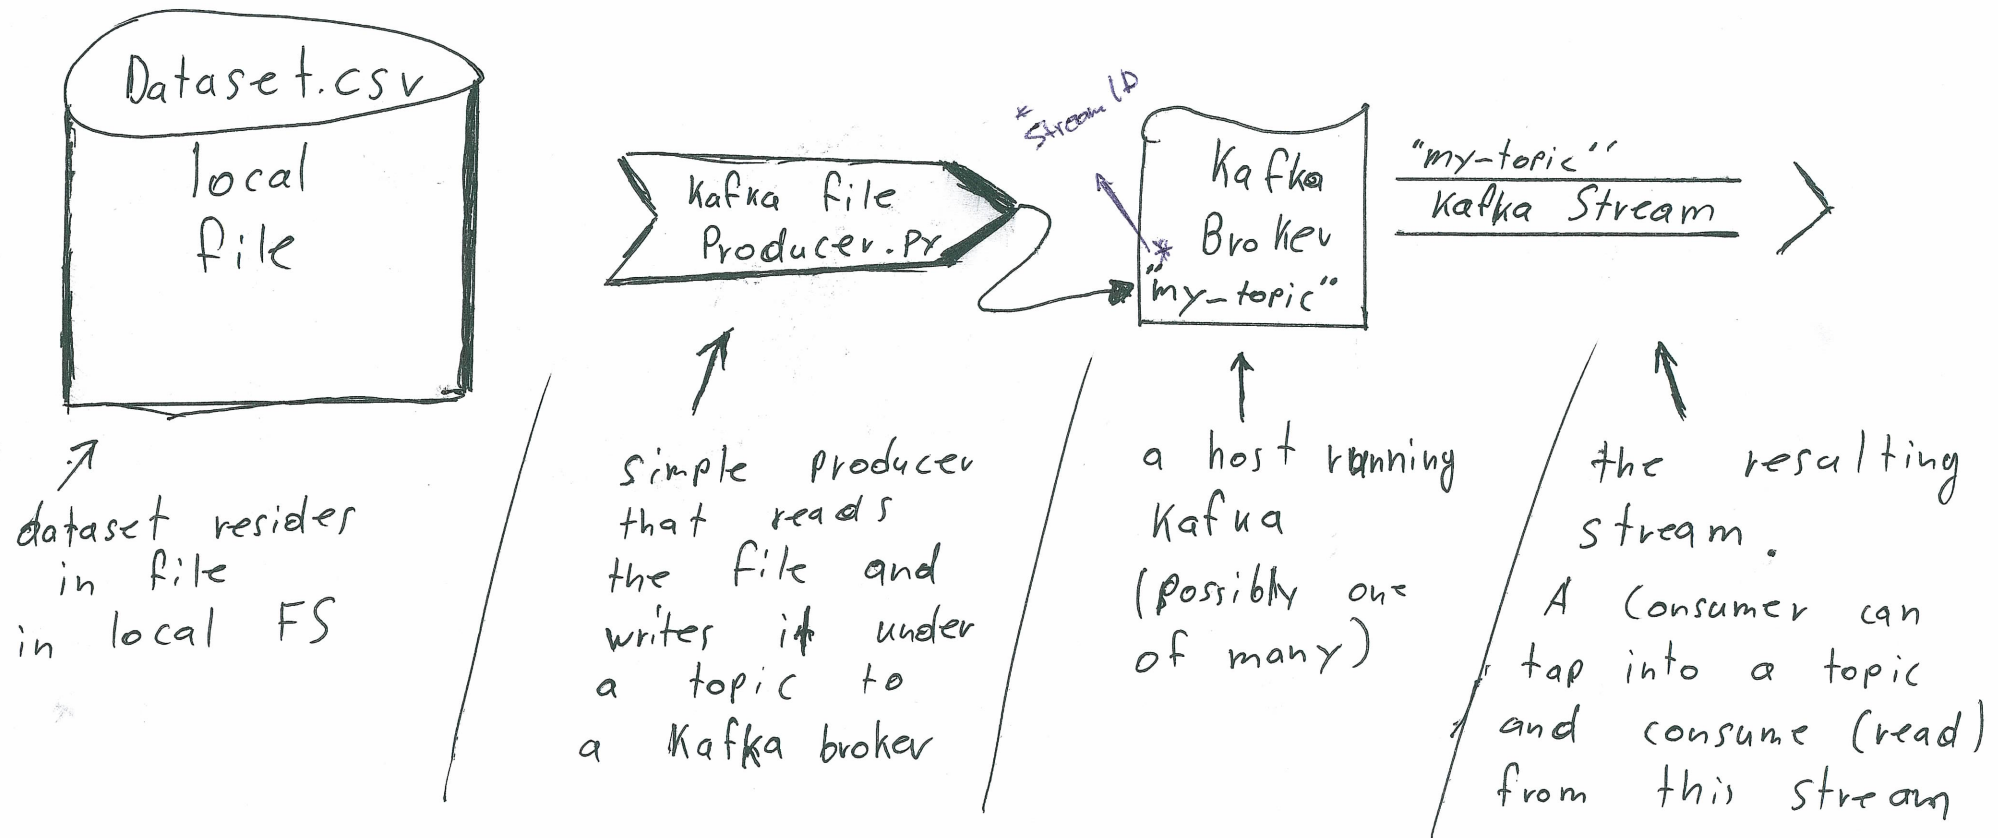 Dataset.csv
local
file
Kafka file
Producer.Pr
* Stream ID
Kafka
Broker
*
"my-topic"
"my-topic"
Kafka Stream
dataset resides
in file
in local FS
simple producer
that reads
the file and
writes it under
a topic to
a Kafka broker
a host running
Kafka
(possibly one
of many)
the resulting
stream.
A Consumer can
tap into a topic
and consume (read)
from this stream